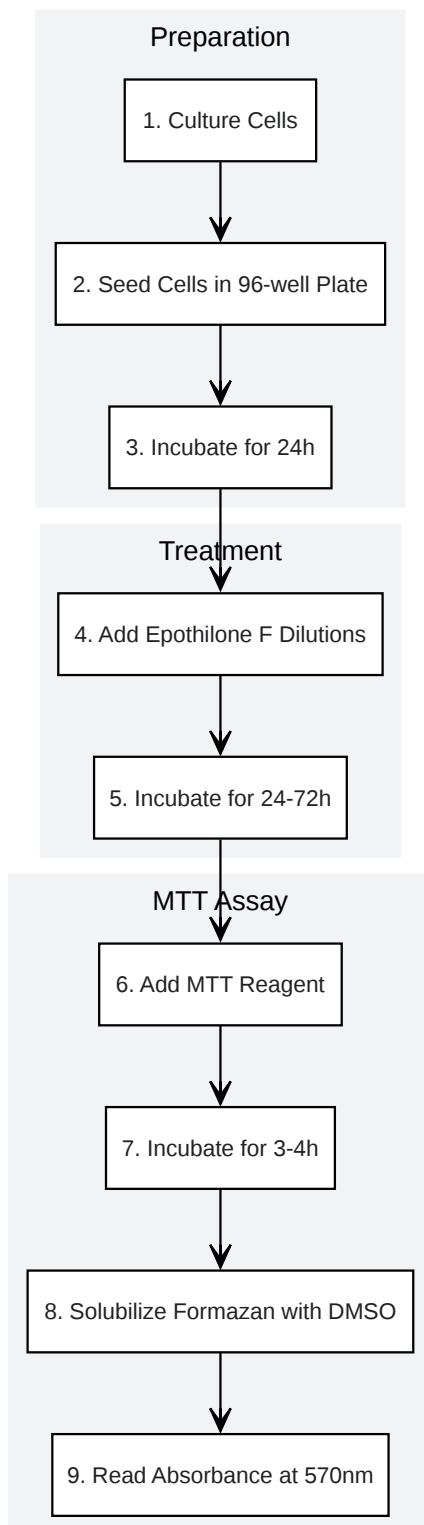 Preparation
1. Culture Cells
2. Seed Cells in 96-well Plate
3. Incubate for 24h
Treatment
4. Add Epothilone F Dilutions
5. Incubate for 24-72h
MTT Assay
6. Add MTT Reagent
7. Incubate for 3-4h
8. Solubilize Formazan with DMSO
9. Read Absorbance at 570nm